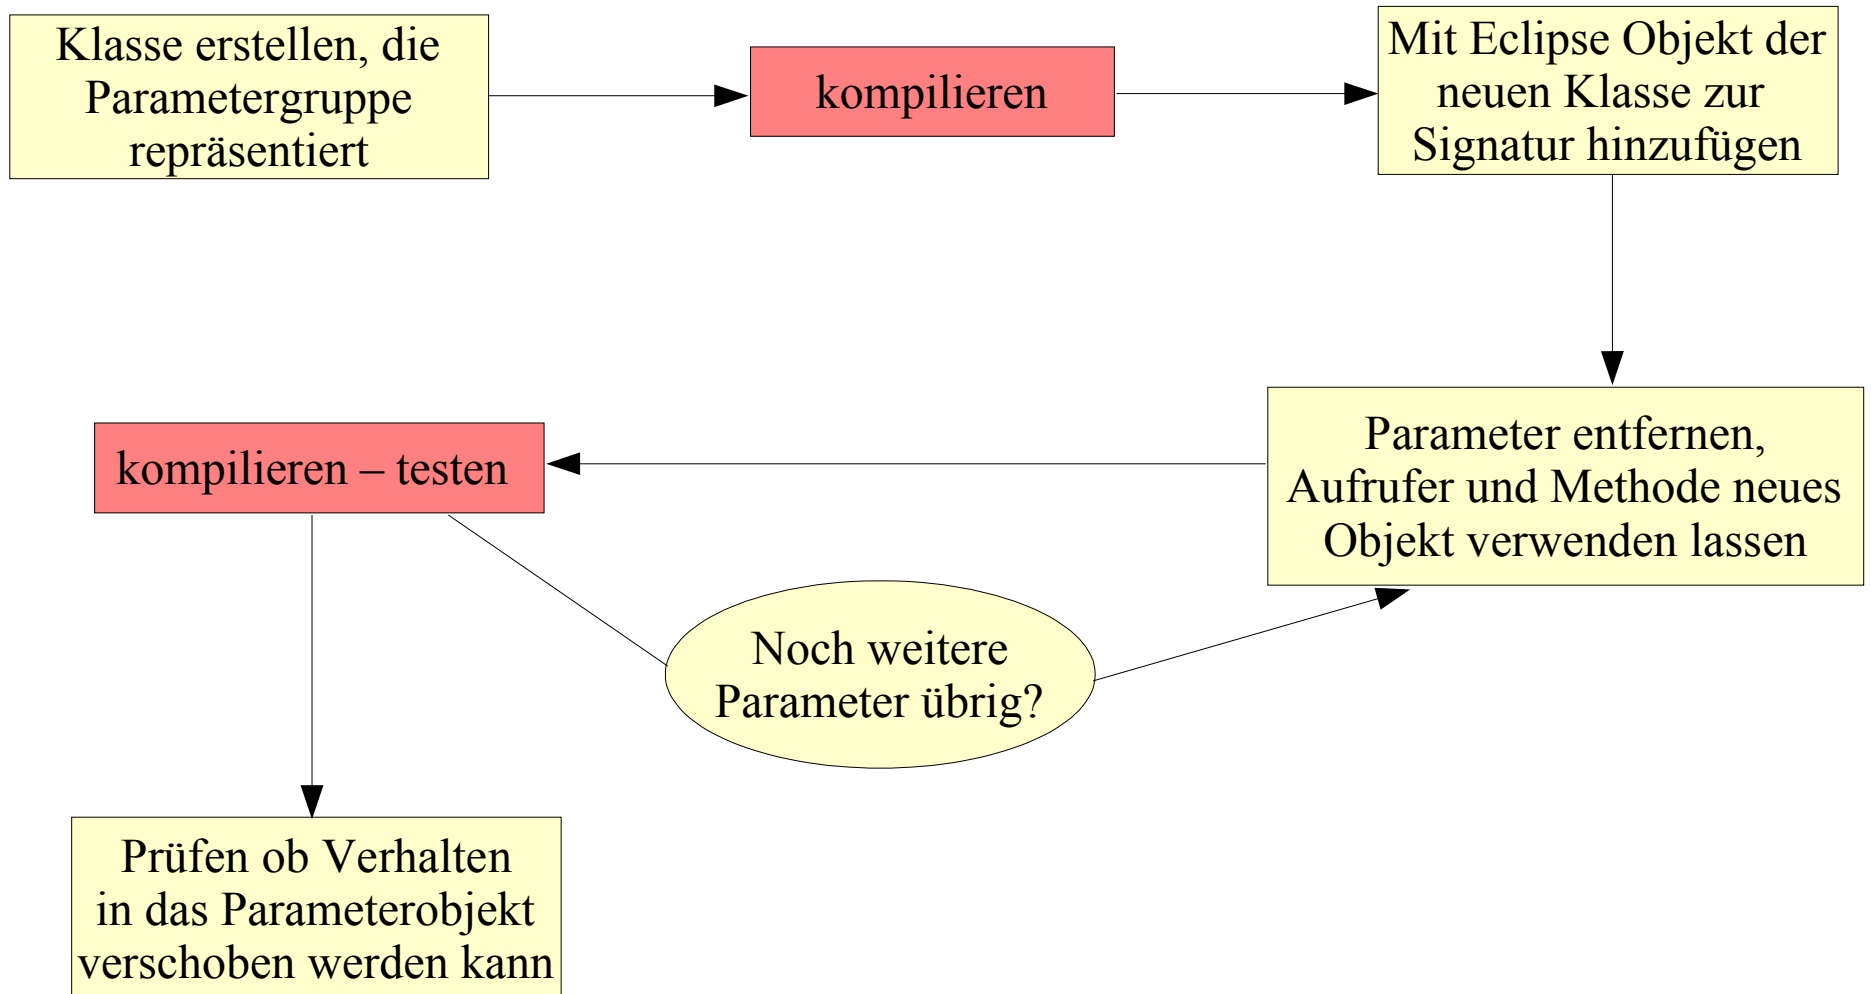 Klasse erstellen, die
Parametergruppe
repräsentiert
kompilieren
Mit Eclipse Objekt der
neuen Klasse zur
Signatur hinzufügen
Parameter entfernen,
Aufrufer und Methode neues
Objekt verwenden lassen
kompilieren – testen
Noch weitere
Parameter übrig?
Prüfen ob Verhalten
in das Parameterobjekt
verschoben werden kann